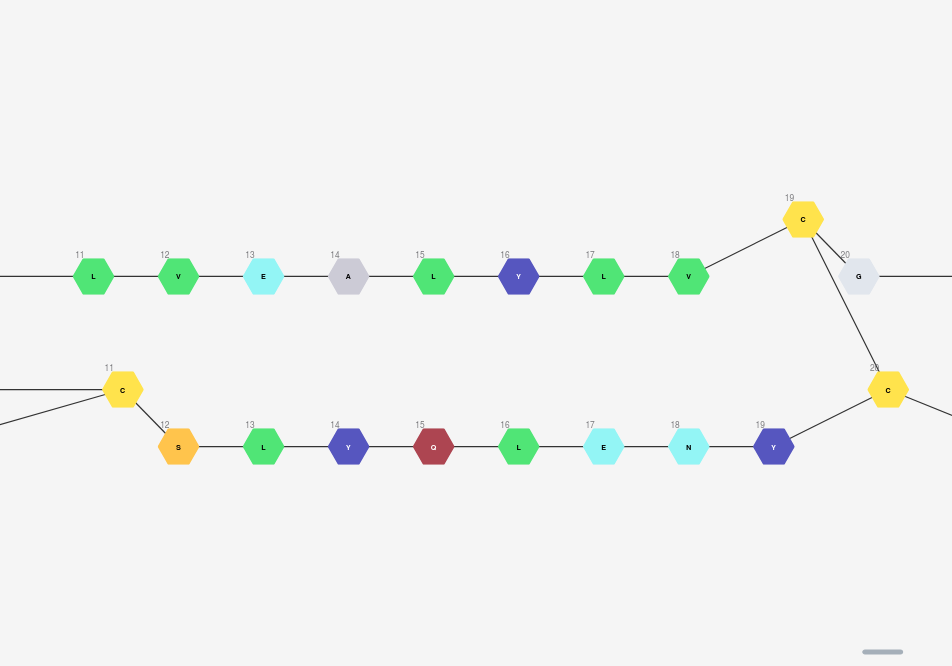 19
C
11 12 13 14 15 16 17 18 20
L V E A L Y L V G
11 20
C C
12 13 14 15 16 17 18 19
S L Y Q L E N Y